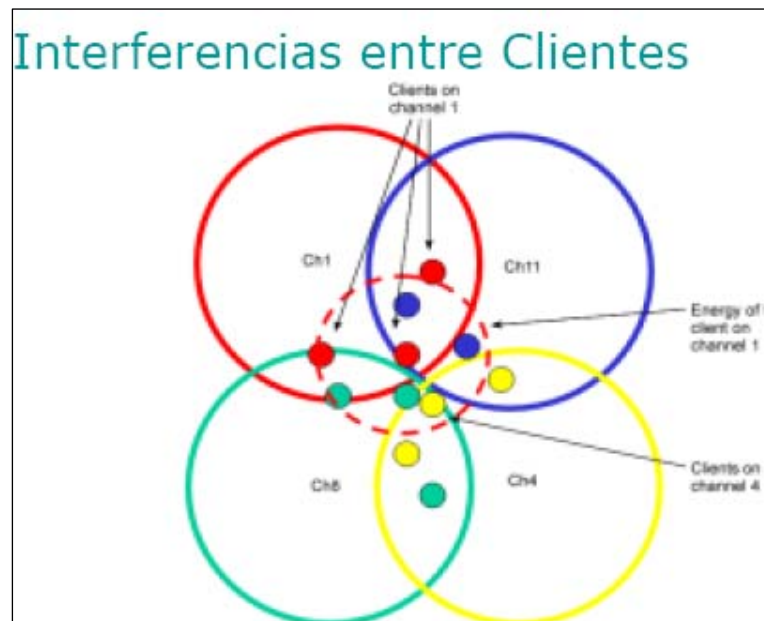 Interferencias entre Clientes
Clients on
channel 1
Ch1
Ch11
Energy of
client on
channel 1
Clients on
channel 4
Ch8
Ch4